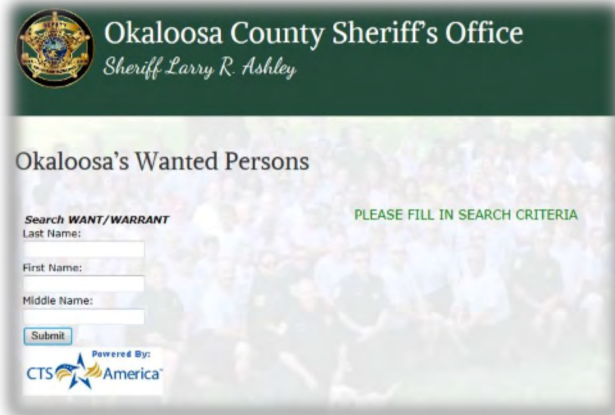 Okaloosa County Sheriff's Office
Sheriff Larry R. Ashley
Okaloosa's Wanted Persons
Search WANT/WARRANT
PLEASE FILL IN SEARCH CRITERIA
Last Name:
First Name:
Middle Name:
Submit
Powered By:
CTS America